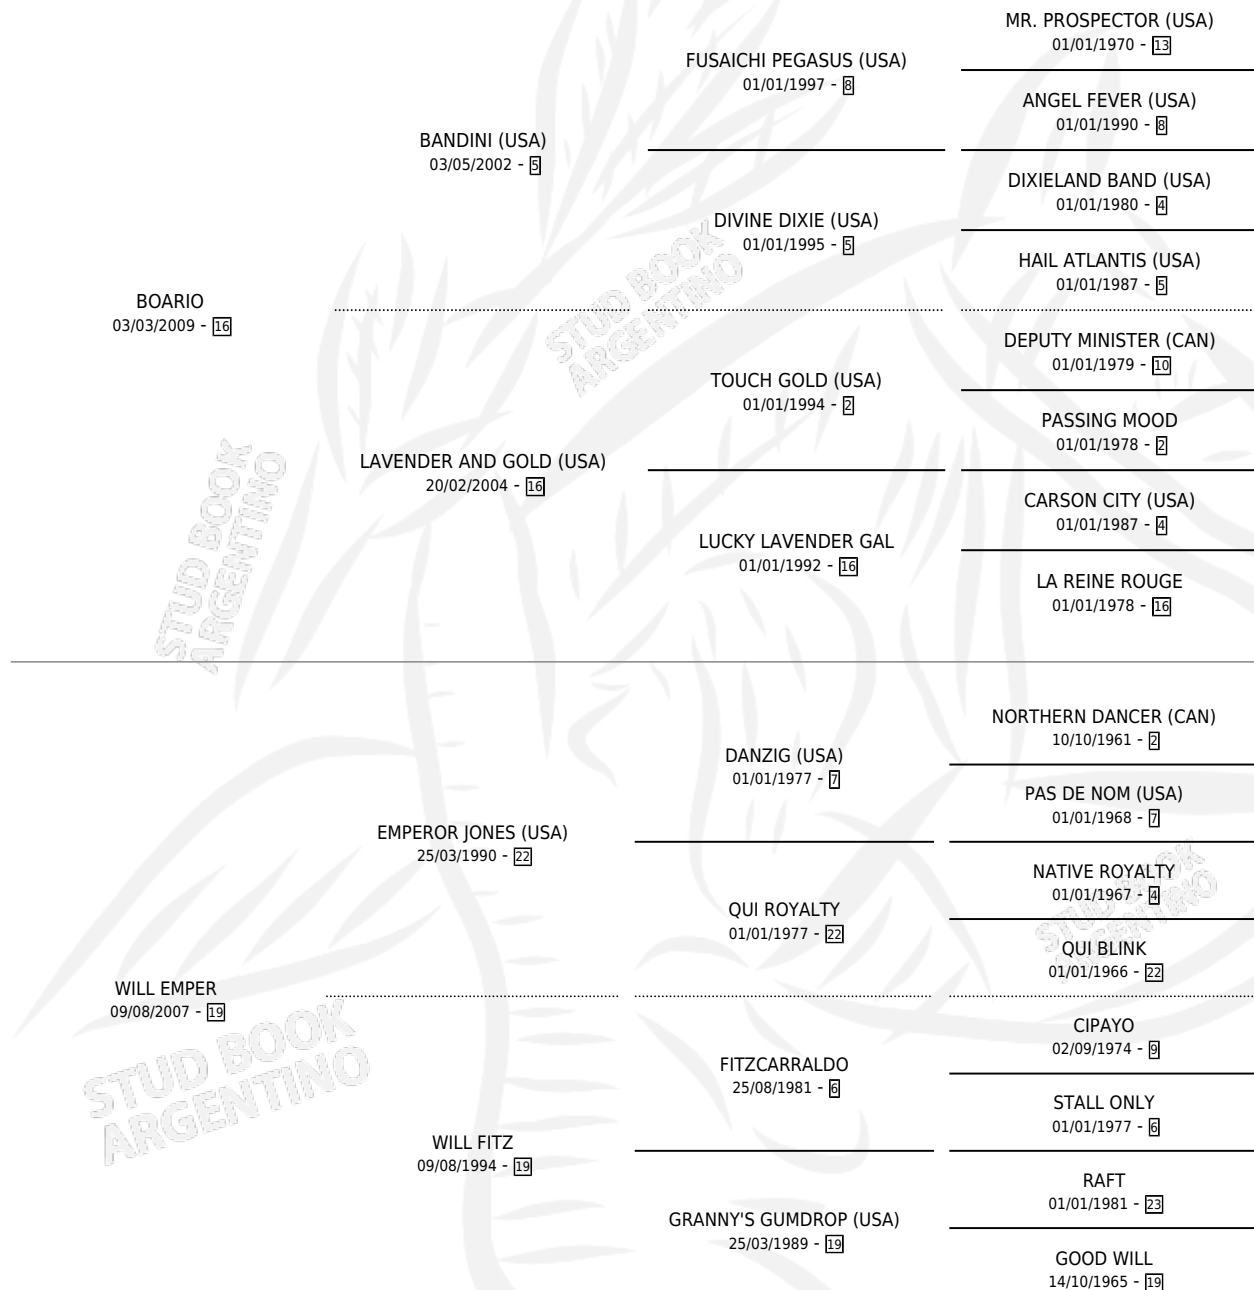 MR. PROSPECTOR (USA)
01/01/1970 - 13
FUSAICHI PEGASUS (USA)
01/01/1997 - 8
ANGEL FEVER (USA)
01/01/1990 - 8
BANDINI (USA)
03/05/2002 - 5
DIXIELAND BAND (USA)
01/01/1980 - 4
DIVINE DIXIE (USA)
01/01/1995 - 5
HAIL ATLANTIS (USA)
01/01/1987 - 5
BOARIO
03/03/2009 - 16
STUD BOOK
ARGENTINO
DEPUTY MINISTER (CAN)
01/01/1979 - 10
TOUCH GOLD (USA)
01/01/1994 - 2
PASSING MOOD
01/01/1978 - 2
LAVENDER AND GOLD (USA)
20/02/2004 - 16
CARSON CITY (USA)
01/01/1987 - 4
LUCKY LAVENDER GAL
01/01/1992 - 16
LA REINE ROUGE
01/01/1978 - 16
STUD BOOK
ARGENTINO
NORTHERN DANCER (CAN)
10/10/1961 - 2
DANZIG (USA)
01/01/1977 - 7
PAS DE NOM (USA)
01/01/1968 - 7
EMPEROR JONES (USA)
25/03/1990 - 22
NATIVE ROYALTY
01/01/1967 - 4
QUI ROYALTY
01/01/1977 - 22
STUD BOOK
ARGENTINO
QUI BLINK
01/01/1966 - 22
WILL EMPER
09/08/2007 - 19
CIPAYO
02/09/1974 - 9
FITZCARRALDO
25/08/1981 - 6
STALL ONLY
01/01/1977 - 6
STUD BOOK
ARGENTINO
WILL FITZ
09/08/1994 - 19
RAFT
01/01/1981 - 23
GRANNY'S GUMDROP (USA)
25/03/1989 - 19
GOOD WILL
14/10/1965 - 19